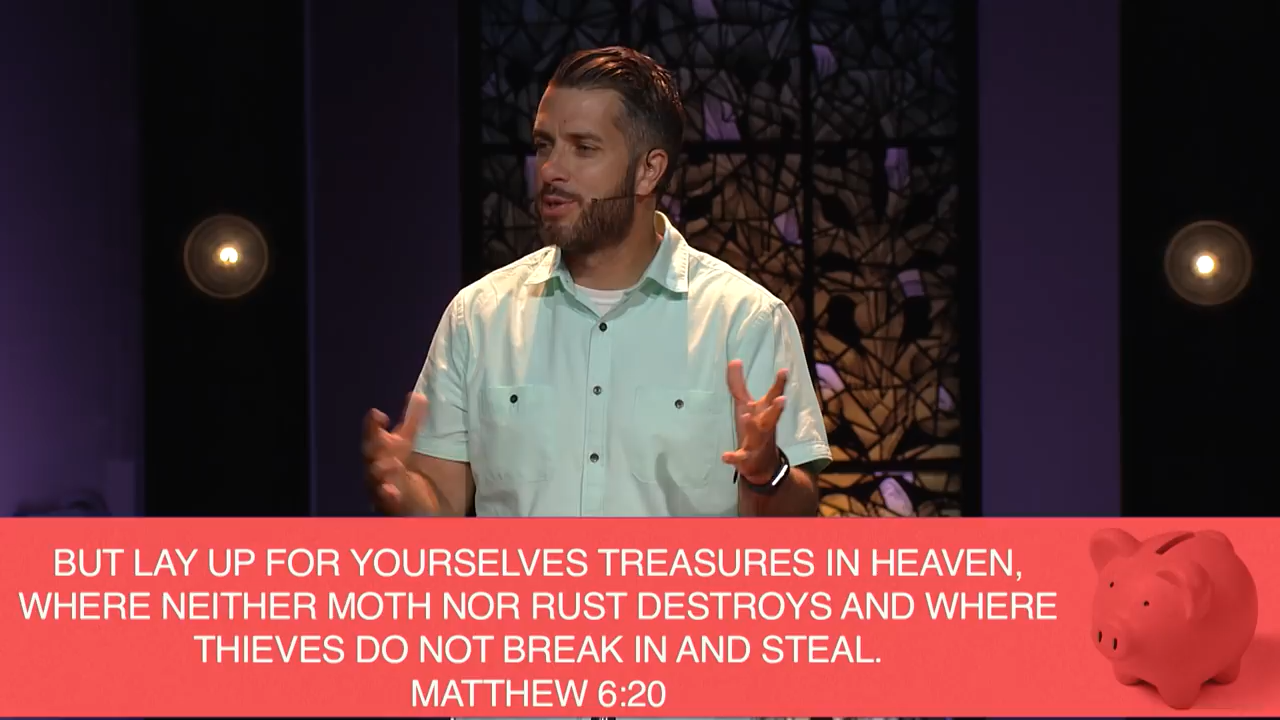 BUT LAY UP FOR YOURSELVES TREASURES IN HEAVEN,
WHERE NEITHER MOTH NOR RUST DESTROYS AND WHERE
THIEVES DO NOT BREAK IN AND STEAL.
MATTHEW 6:20